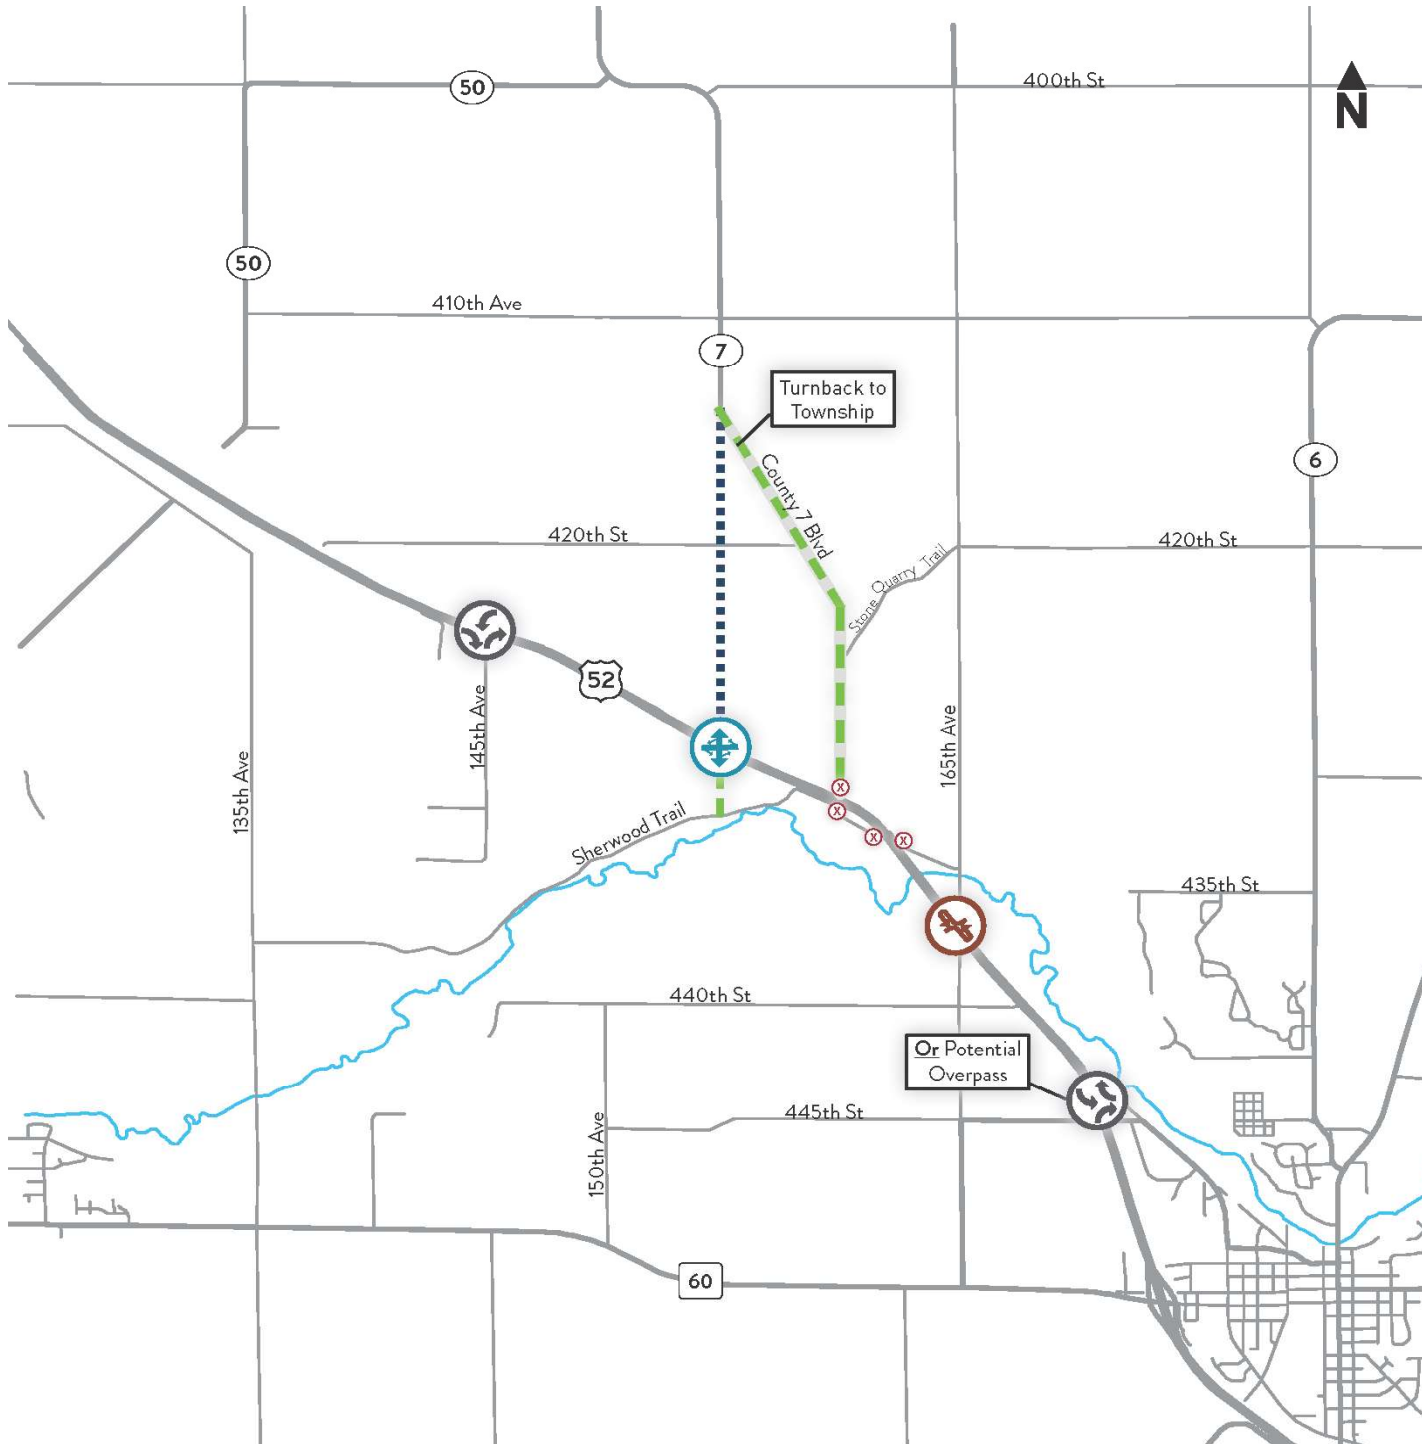 50
400th St
N
50
410th Ave
7
Turnback to
Township
County 7 Blvd
6
420th St
420th St
Stone Quarry Trail
52
145th Ave
165th Ave
135th Ave
X
X
X
X
Sherwood Trail
435th St
440th St
Or Potential
Overpass
445th St
150th Ave
60